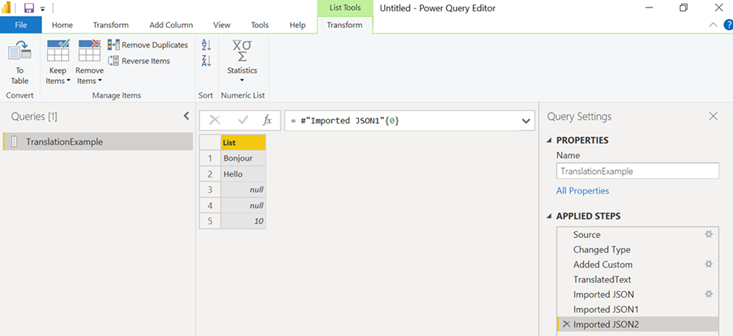 List Tools
Untitled - Power Query Editor
File Home Transform Add Column View Tools Help Transform
To Table
Keep Items
Remove Items
Remove Duplicates
Reverse Items
Statistics
Convert
Manage Items
Sort
Numeric List
Queries [1]
TranslationExample
fx = #"Imported JSON1"{0}
List
1 Bonjour
2 Hello
3 null
4 null
5 10
Query Settings
PROPERTIES
Name
TranslationExample
All Properties
APPLIED STEPS
Source
Changed Type
Added Custom
TranslatedText
Imported JSON
Imported JSON1
Imported JSON2